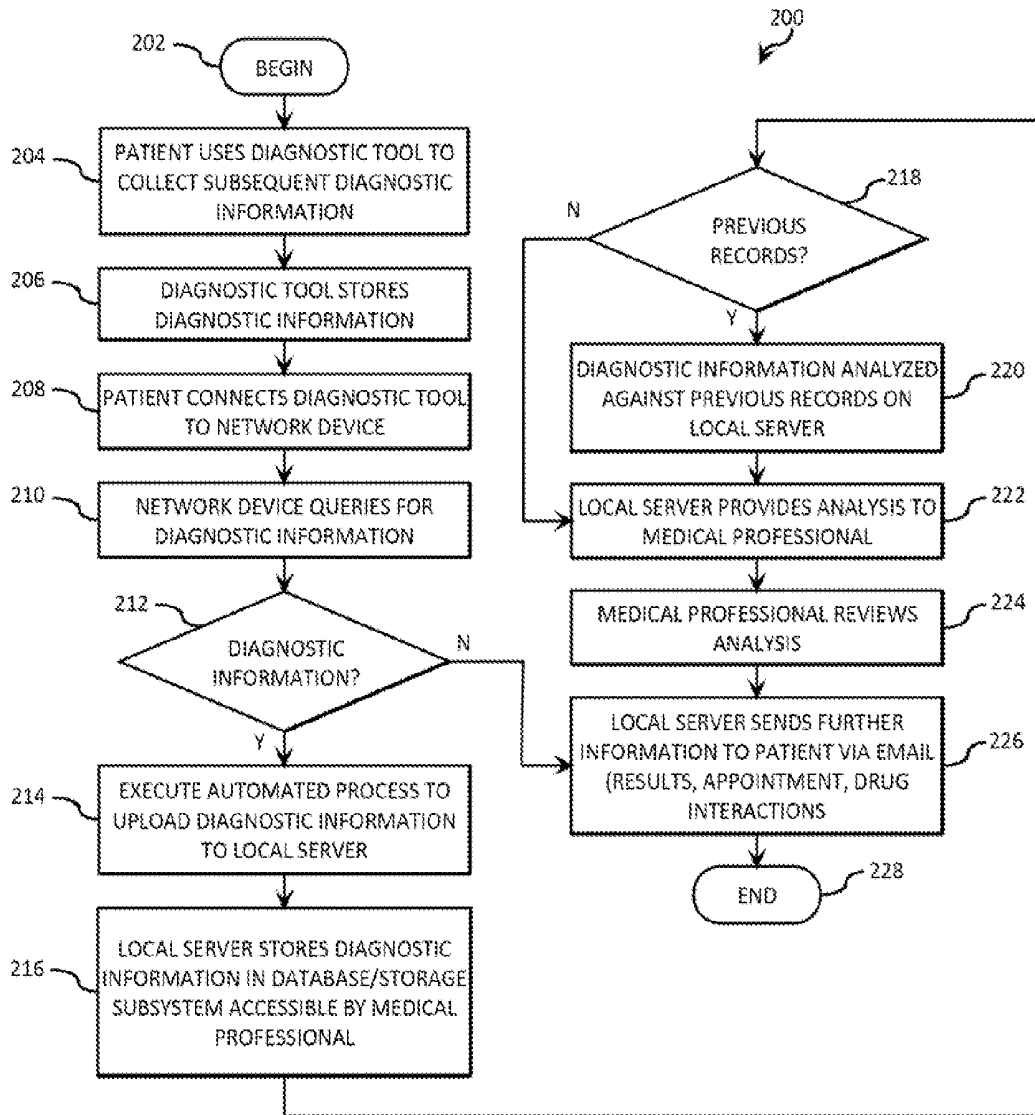 200
202
BEGIN
204
PATIENT USES DIAGNOSTIC TOOL TO
COLLECT SUBSEQUENT DIAGNOSTIC
INFORMATION
206
DIAGNOSTIC TOOL STORES
DIAGNOSTIC INFORMATION
208
PATIENT CONNECTS DIAGNOSTIC TOOL
TO NETWORK DEVICE
210
NETWORK DEVICE QUERIES FOR
DIAGNOSTIC INFORMATION
212
DIAGNOSTIC
INFORMATION?
N
Y
214
EXECUTE AUTOMATED PROCESS TO
UPLOAD DIAGNOSTIC INFORMATION
TO LOCAL SERVER
216
LOCAL SERVER STORES DIAGNOSTIC
INFORMATION IN DATABASE/STORAGE
SUBSYSTEM ACCESSIBLE BY MEDICAL
PROFESSIONAL
218
PREVIOUS
RECORDS?
N
Y
DIAGNOSTIC INFORMATION ANALYZED
AGAINST PREVIOUS RECORDS ON
LOCAL SERVER
220
LOCAL SERVER PROVIDES ANALYSIS TO
MEDICAL PROFESSIONAL
222
MEDICAL PROFESSIONAL REVIEWS
ANALYSIS
224
LOCAL SERVER SENDS FURTHER
INFORMATION TO PATIENT VIA EMAIL
(RESULTS, APPOINTMENT, DRUG
INTERACTIONS
226
END
228